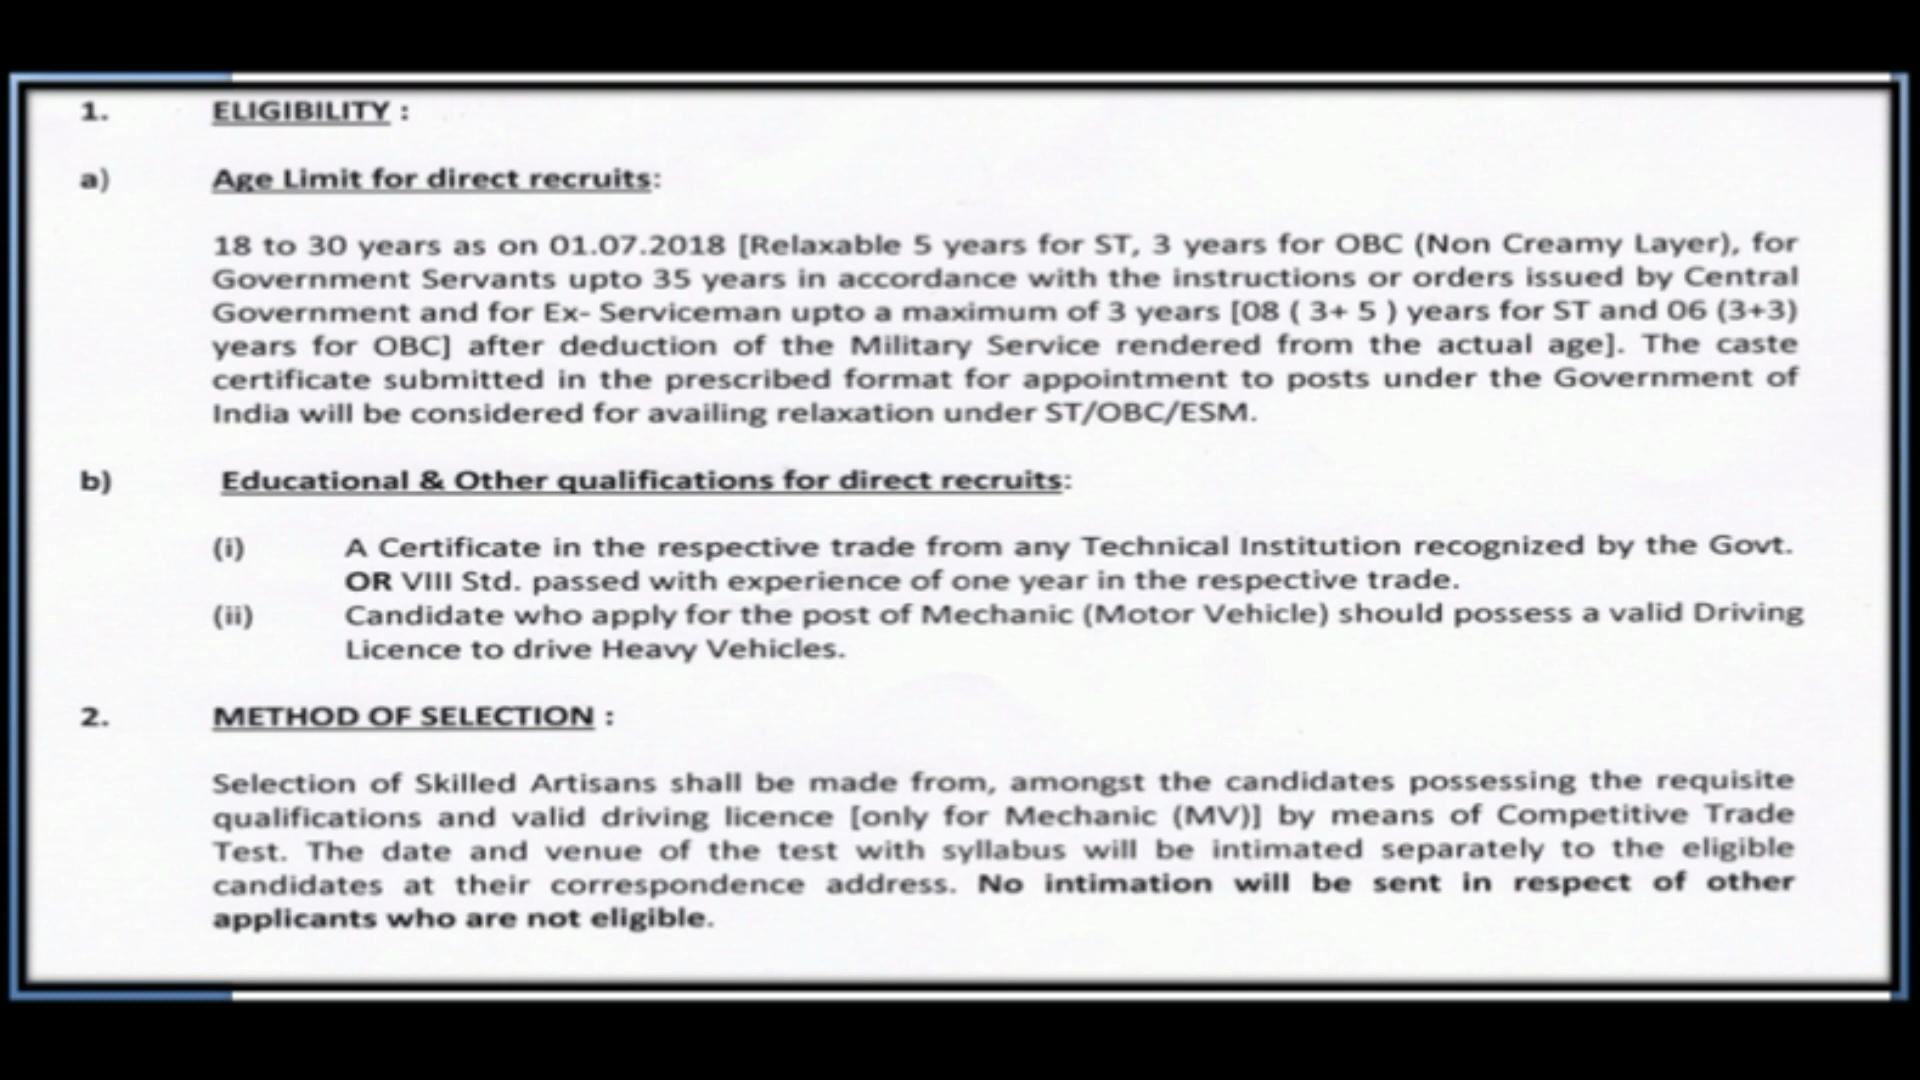 1. ELIGIBILITY :
a) Age Limit for direct recruits:
18 to 30 years as on 01.07.2018 [Relaxable 5 years for ST, 3 years for OBC (Non Creamy Layer), for
Government Servants upto 35 years in accordance with the instructions or orders issued by Central
Government and for Ex- Serviceman upto a maximum of 3 years [08 ( 3+ 5 ) years for ST and 06 (3+3)
years for OBC] after deduction of the Military Service rendered from the actual age]. The caste
certificate submitted in the prescribed format for appointment to posts under the Government of
India will be considered for availing relaxation under ST/OBC/ESM.
b) Educational & Other qualifications for direct recruits:
(i) A Certificate in the respective trade from any Technical Institution recognized by the Govt.
OR VIII Std. passed with experience of one year in the respective trade.
(ii) Candidate who apply for the post of Mechanic (Motor Vehicle) should possess a valid Driving
Licence to drive Heavy Vehicles.
2. METHOD OF SELECTION :
Selection of Skilled Artisans shall be made from, amongst the candidates possessing the requisite
qualifications and valid driving licence [only for Mechanic (MV)] by means of Competitive Trade
Test. The date and venue of the test with syllabus will be intimated separately to the eligible
candidates at their correspondence address. No intimation will be sent in respect of other
applicants who are not eligible.